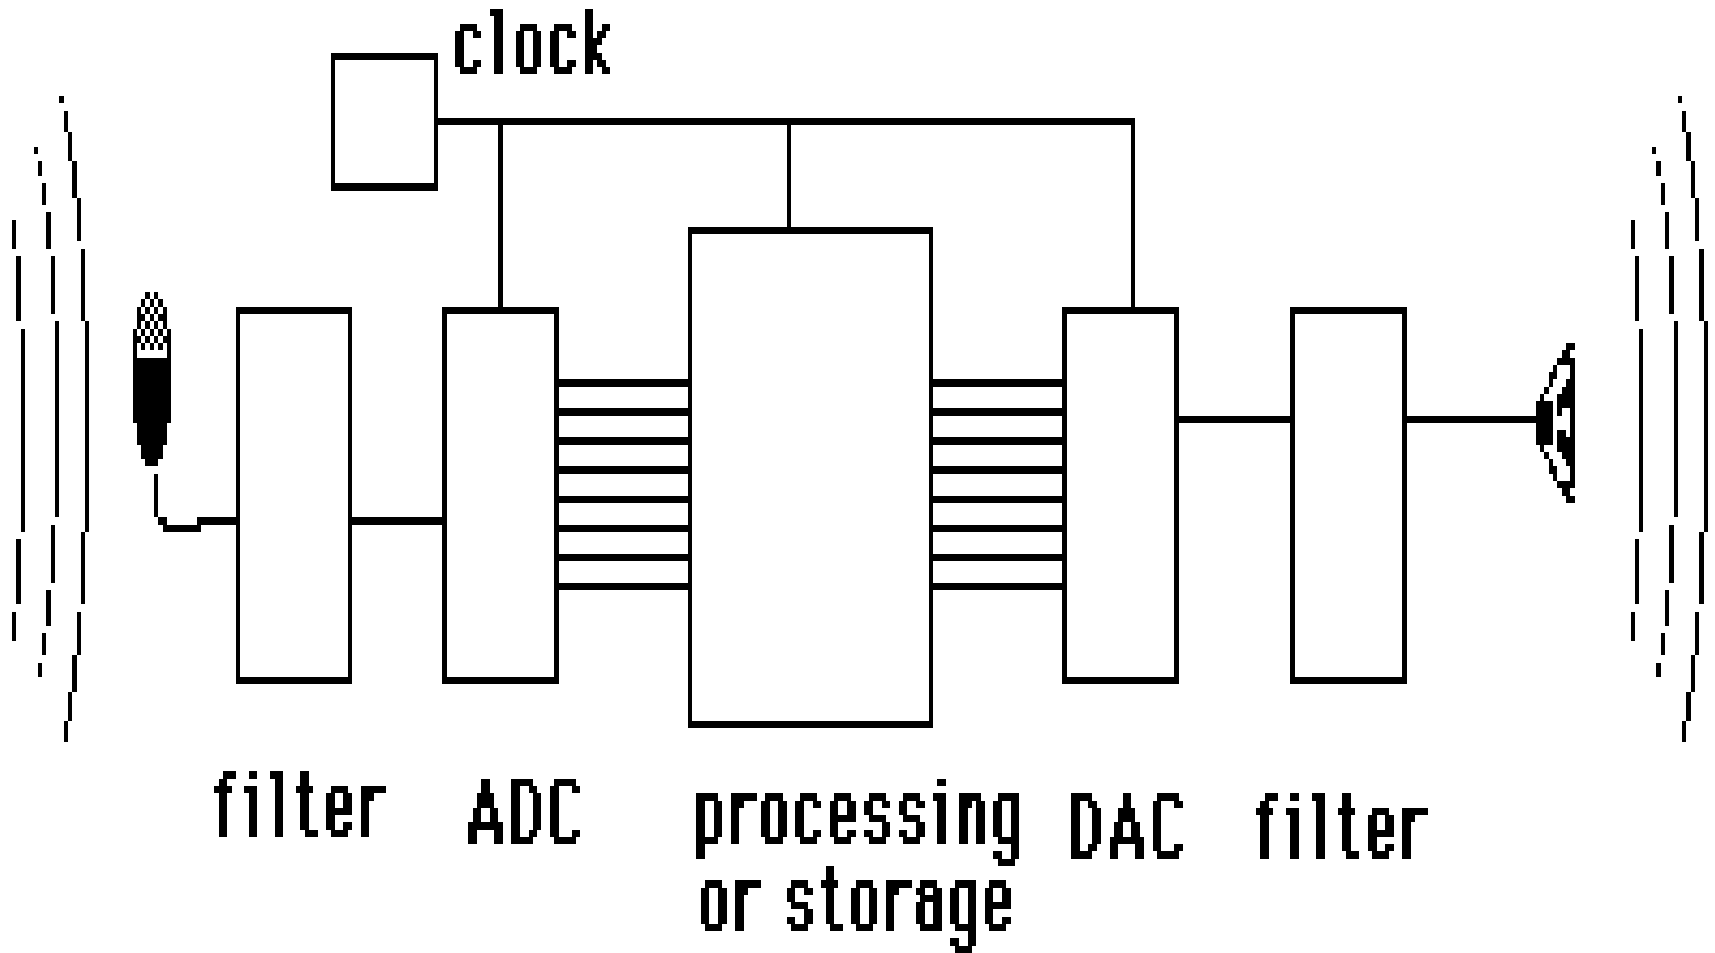 clock
filter
ADC
processing
or storage
DAC
filter